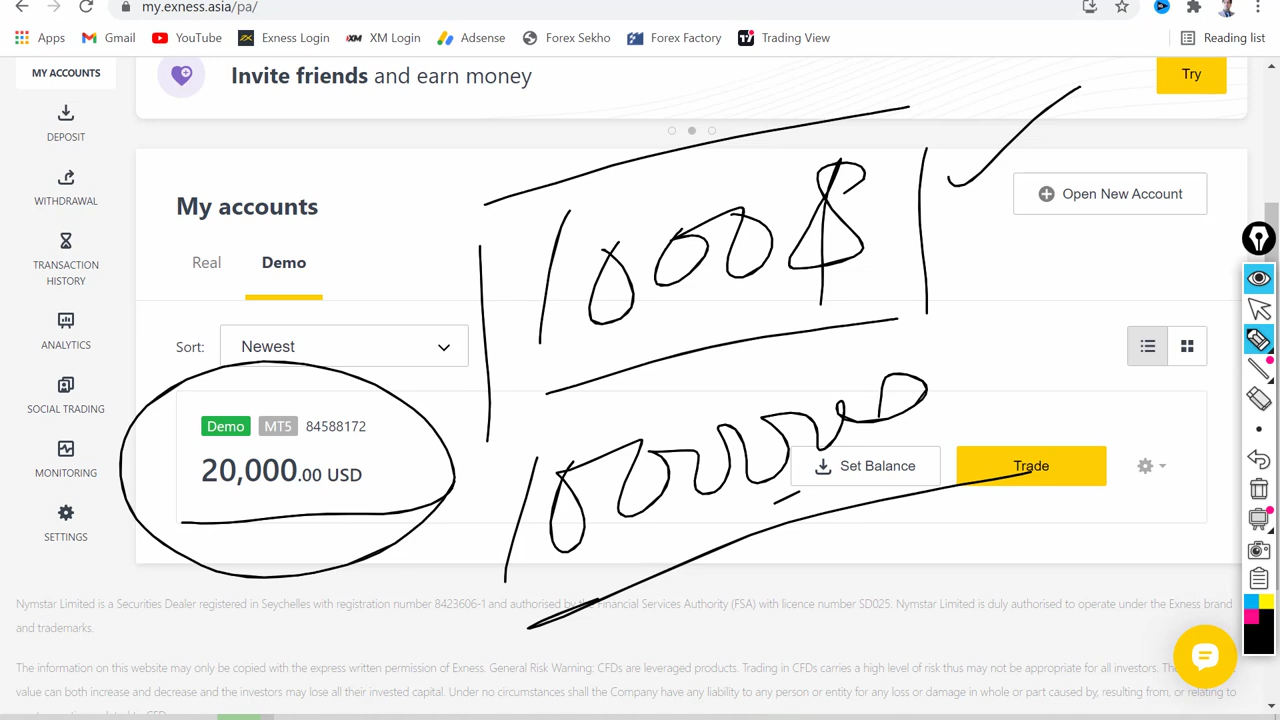 my.exness.asia/pa/
Apps Gmail YouTube Exness Login XM XM Login Adsense Forex Sekho Forex Factory Trading View Reading list
MY ACCOUNTS
Invite friends and earn money
Try
DEPOSIT
WITHDRAWAL
My accounts
1000$
Open New Account
TRANSACTION
HISTORY
Real Demo
ANALYTICS
Sort: Newest
SOCIAL TRADING
Demo MT5 84588172
20,000.00 USD
Set Balance
Trade
MONITORING
SETTINGS
Nymstar Limited is a Securities Dealer registered in Seychelles with registration number 8423606-1 and authorised by the Financial Services Authority (FSA) with licence number SD025. Nymstar Limited is duly authorised to operate under the Exness brand
and trademarks.
The information on this website may only be copied with the express written permission of Exness. General Risk Warning: CFDs are leveraged products. Trading in CFDs carries a high level of risk thus may not be appropriate for all investors. The
value can both increase and decrease and the investors may lose all their invested capital. Under no circumstances shall the Company have any liability to any person or entity for any loss or damage in whole or part caused by, resulting from, or relating to